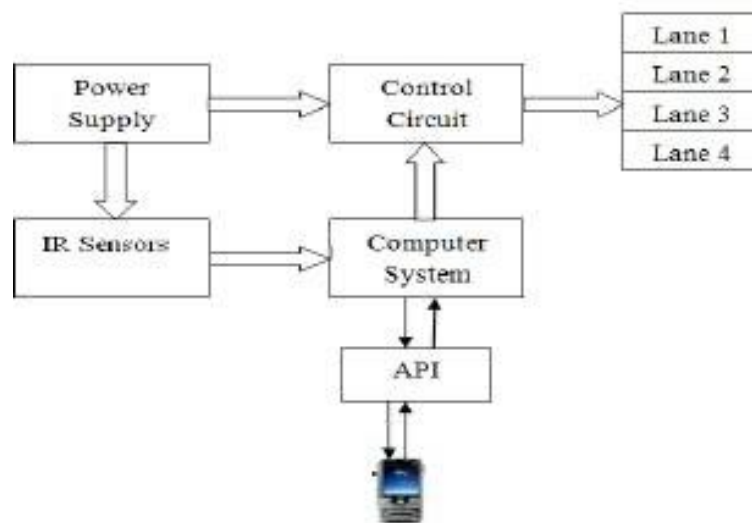 Power
Supply
Control
Circuit
Lane 1
Lane 2
Lane 3
Lane 4
IR Sensors
Computer
System
API